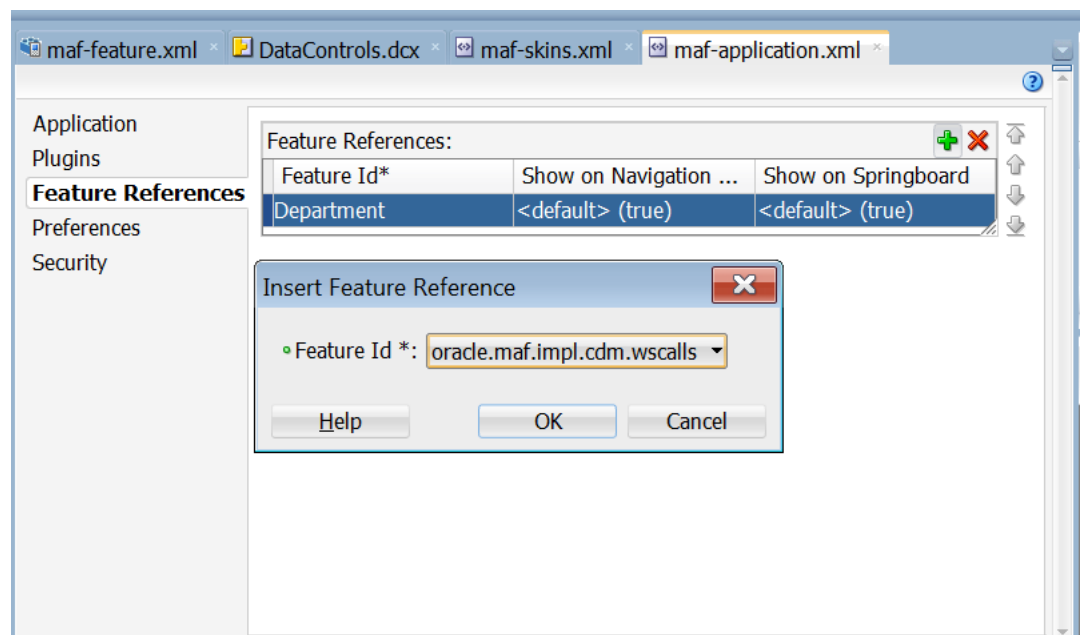 maf-feature.xml DataControls.dcx maf-skins.xml maf-application.xml
Application
Plugins
Feature References
Preferences
Security
Feature References:
Feature Id* Show on Navigation ... Show on Springboard
Department <default> (true) <default> (true)
Insert Feature Reference
Feature Id *: oracle.maf.impl.cdm.wscalls
Help OK Cancel